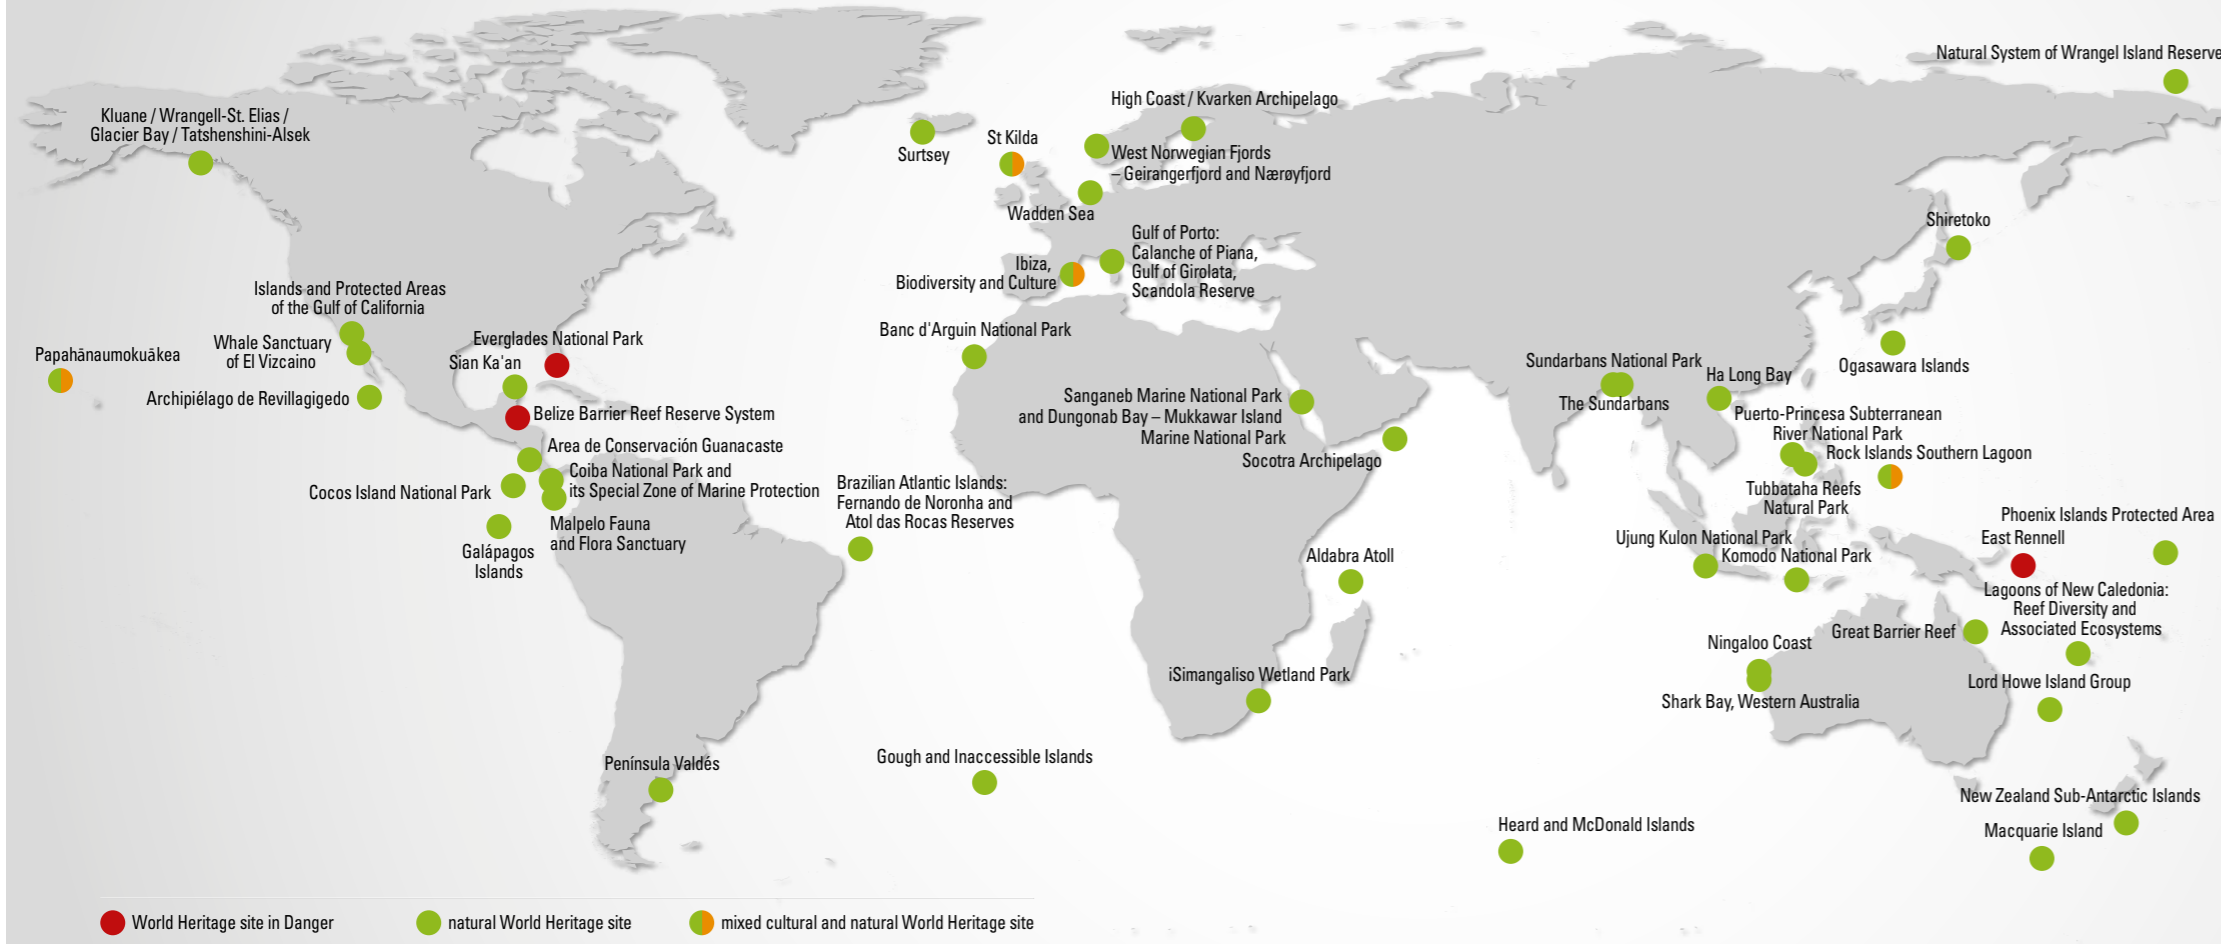 Natural System of Wrangel Island Reserve
High Coast / Kvarken Archipelago
Kluane / Wrangell-St. Elias /
Glacier Bay / Tatshenshini-Alsek
St Kilda
Surtsey
West Norwegian Fjords
– Geirangerfjord and Nærøyfjord
Wadden Sea
Shiretoko
Gulf of Porto:
Calanche of Piana,
Gulf of Girolata,
Scandola Reserve
Ibiza,
Biodiversity and Culture
Islands and Protected Areas
of the Gulf of California
Banc d'Arguin National Park
Everglades National Park
Whale Sanctuary
of El Vizcaino
Papahānaumokuākea
Sian Ka'an
Sundarbans National Park
Ogasawara Islands
Ha Long Bay
Archipiélago de Revillagigedo
Sanganeb Marine National Park
and Dungonab Bay – Mukkawar Island
Marine National Park
The Sundarbans
Belize Barrier Reef Reserve System
Puerto-Princesa Subterranean
River National Park
Area de Conservación Guanacaste
Rock Islands Southern Lagoon
Socotra Archipelago
Coiba National Park and
its Special Zone of Marine Protection
Cocos Island National Park
Brazilian Atlantic Islands:
Fernando de Noronha and
Atol das Rocas Reserves
Tubbataha Reefs
Natural Park
Phoenix Islands Protected Area
Malpelo Fauna
and Flora Sanctuary
Galápagos
Islands
Ujung Kulon National Park
East Rennell
Komodo National Park
Aldabra Atoll
Lagoons of New Caledonia:
Reef Diversity and
Associated Ecosystems
Great Barrier Reef
Ningaloo Coast
iSimangaliso Wetland Park
Lord Howe Island Group
Shark Bay, Western Australia
Península Valdés
Gough and Inaccessible Islands
New Zealand Sub-Antarctic Islands
Heard and McDonald Islands
Macquarie Island
World Heritage site in Danger
natural World Heritage site
mixed cultural and natural World Heritage site